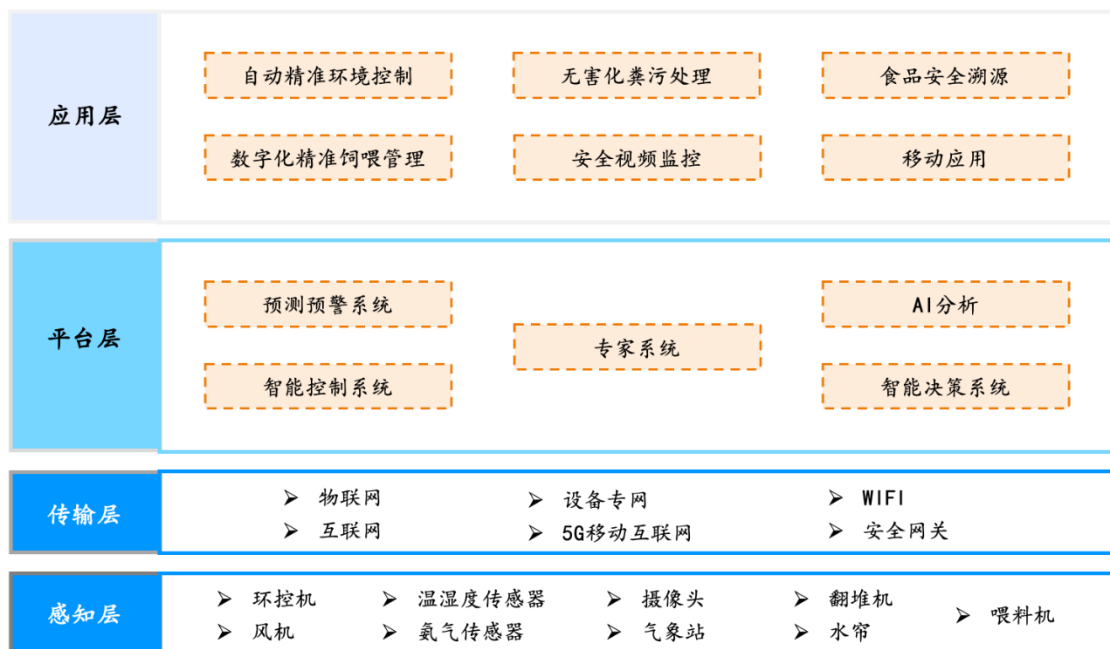 应用层
自动精准环境控制
无害化粪污处理
食品安全溯源
数字化精准饲喂管理
安全视频监控
移动应用
平台层
预测预警系统
专家系统
AI分析
智能控制系统
智能决策系统
传输层
物联网
设备专网
WIFI
互联网
5G移动互联网
安全网关
感知层
环控机
温湿度传感器
摄像头
翻堆机
喂料机
风机
氨气传感器
气象站
水帘